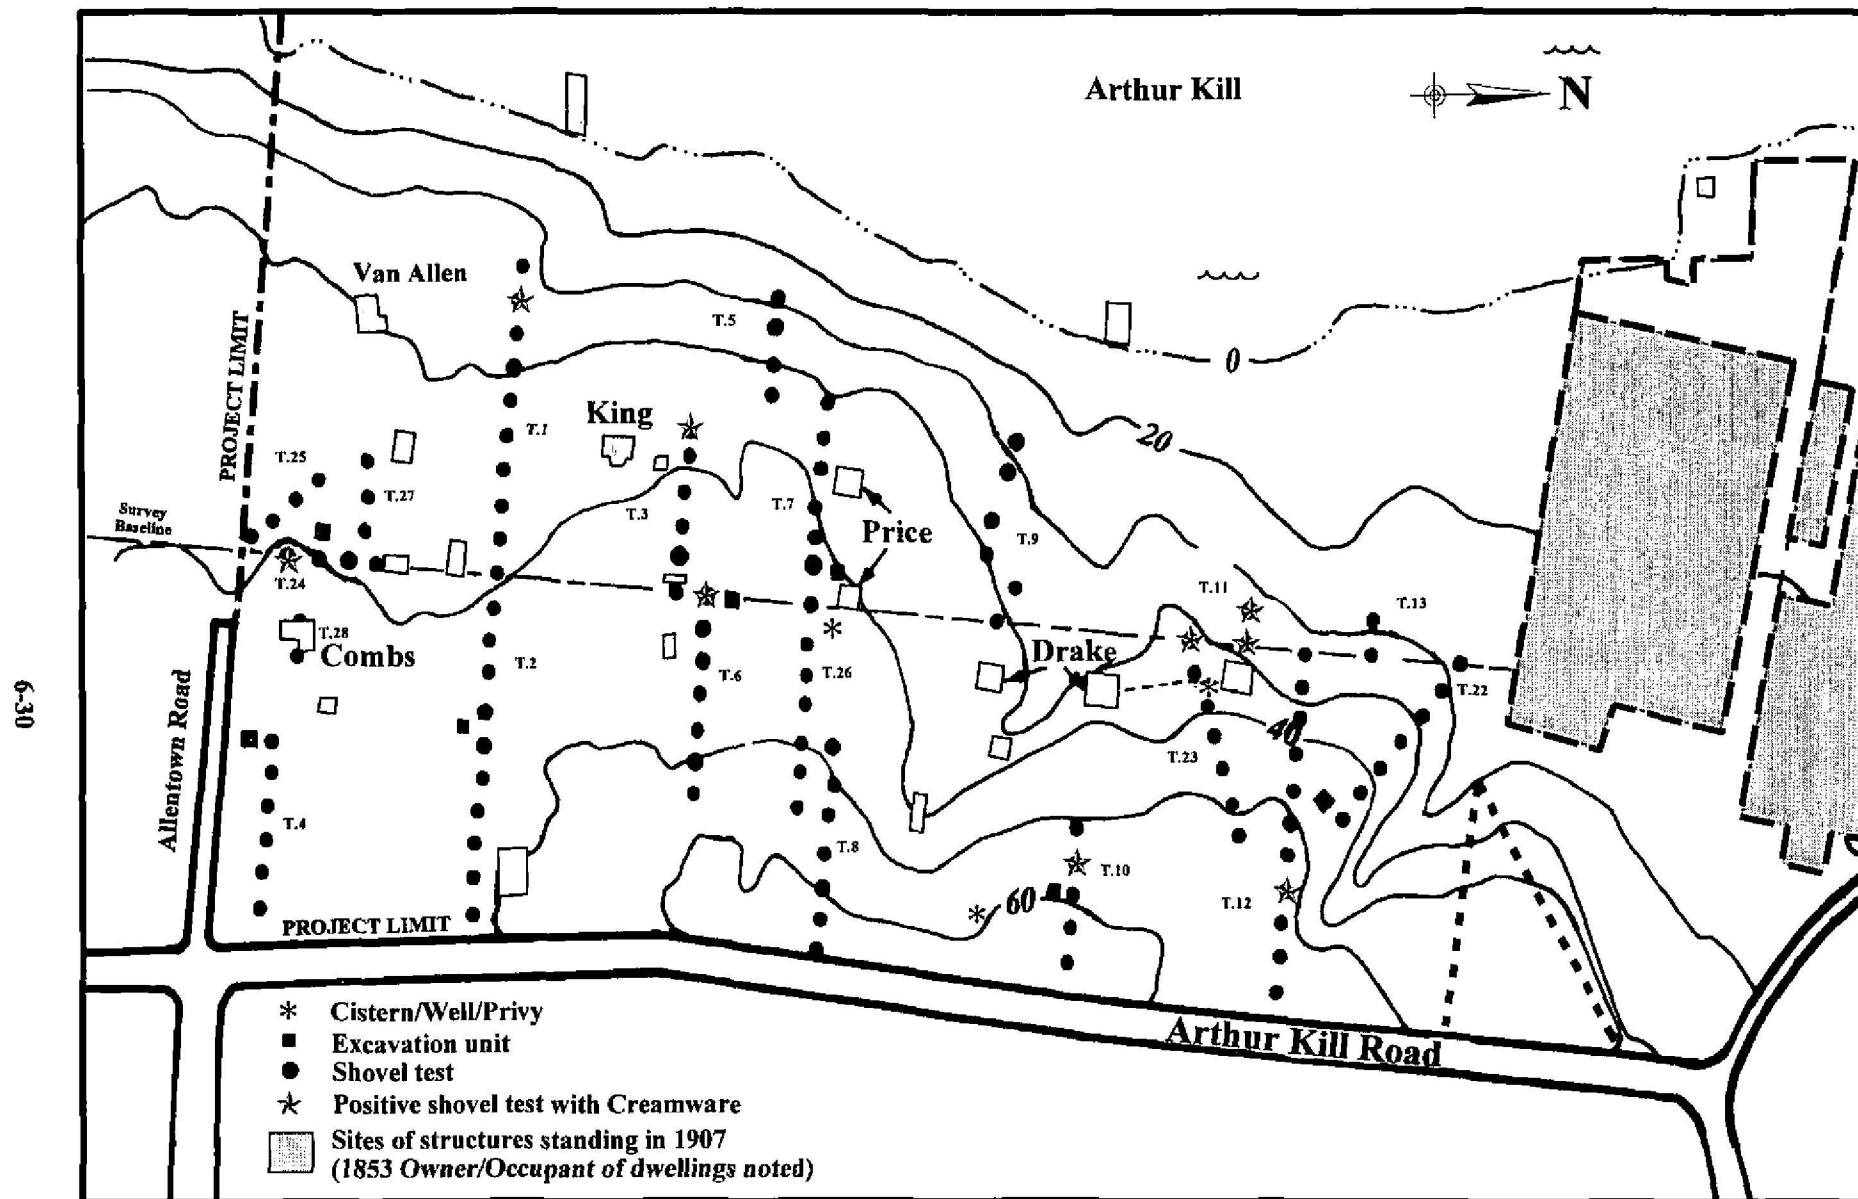 Arthur Kill
N
Van Allen
T.5
PROJECT LIMIT
0
King
T.1
20
T.25
T.27
T.3
T.7
Survey
Baseline
Price
T.9
T.24
T.11
T.13
T.28
Combs
Drake
T.2
T.6
T.26
T.22
6-30
Allentown Road
40
T.23
T.4
T.8
T.10
60
T.12
PROJECT LIMIT
Arthur Kill Road
Cistern/Well/Privy
Excavation unit
Shovel test
Positive shovel test with Creamware
Sites of structures standing in 1907
(1853 Owner/Occupant of dwellings noted)